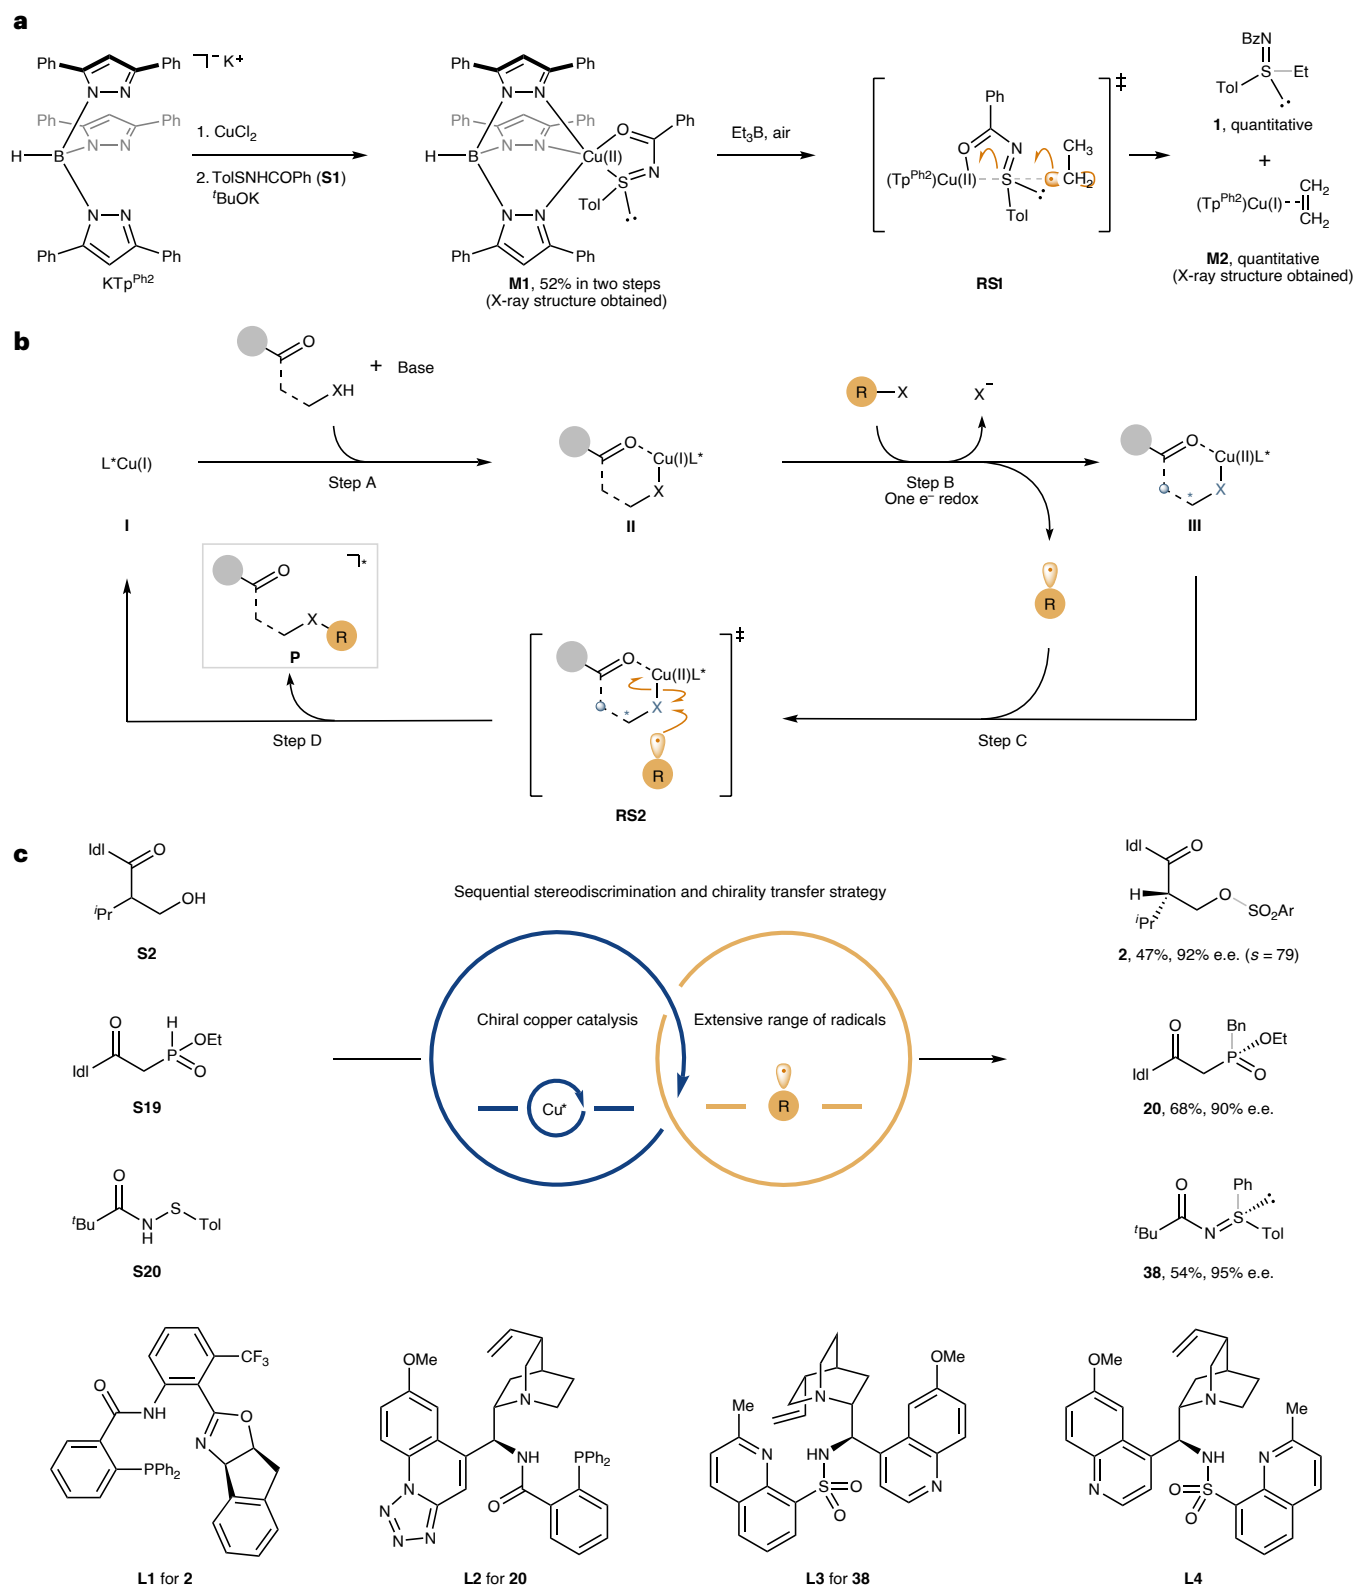 a
Ph
Ph
Ph
Ph
Ph
Ph
N N
N N
N N
H B
⁻ K⁺
KTpPh2
1. CuCl2
2. TolSNHCOPh (S1)
tBuOK
Ph
Ph
Ph
Ph
Ph
Ph
N N
N N
N N
H B
Cu(II)
O
Ph
S N
Tol
M1, 52% in two steps
(X-ray structure obtained)
Et3B, air
Ph
O N
(TpPh2)Cu(II) S CH2
CH3
Tol
‡
RS1
BzN
S Et
Tol
1, quantitative
+
(TpPh2)Cu(I)
CH2
CH2
M2, quantitative
(X-ray structure obtained)
b
O
XH
+ Base
L*Cu(I)
I
Step A
O
Cu(I)L*
X
II
R X
X−
Step B
One e− redox
R
O
Cu(II)L*
X
*
III
O
X
R
*
P
Step D
O
Cu(II)L*
X
*
R
‡
RS2
Step C
c
Idl
O
OH
iPr
S2
O H
OEt
P
Idl O
S19
O
tBu N S
H Tol
S20
Sequential stereodiscrimination and chirality transfer strategy
Chiral copper catalysis
Extensive range of radicals
Cu*
R
Idl
O
H
O
SO2Ar
iPr
2, 47%, 92% e.e. (s = 79)
O Bn
OEt
P
Idl O
20, 68%, 90% e.e.
O Ph
S
tBu N Tol
38, 54%, 95% e.e.
CF3
O
NH
O
N
PPh2
L1 for 2
OMe
N
NH
PPh2
N
O
N N
N
L2 for 20
OMe
N
Me
N
HN
S O
O
N
L3 for 38
OMe
N
Me
NH N
N
O S
O
L4